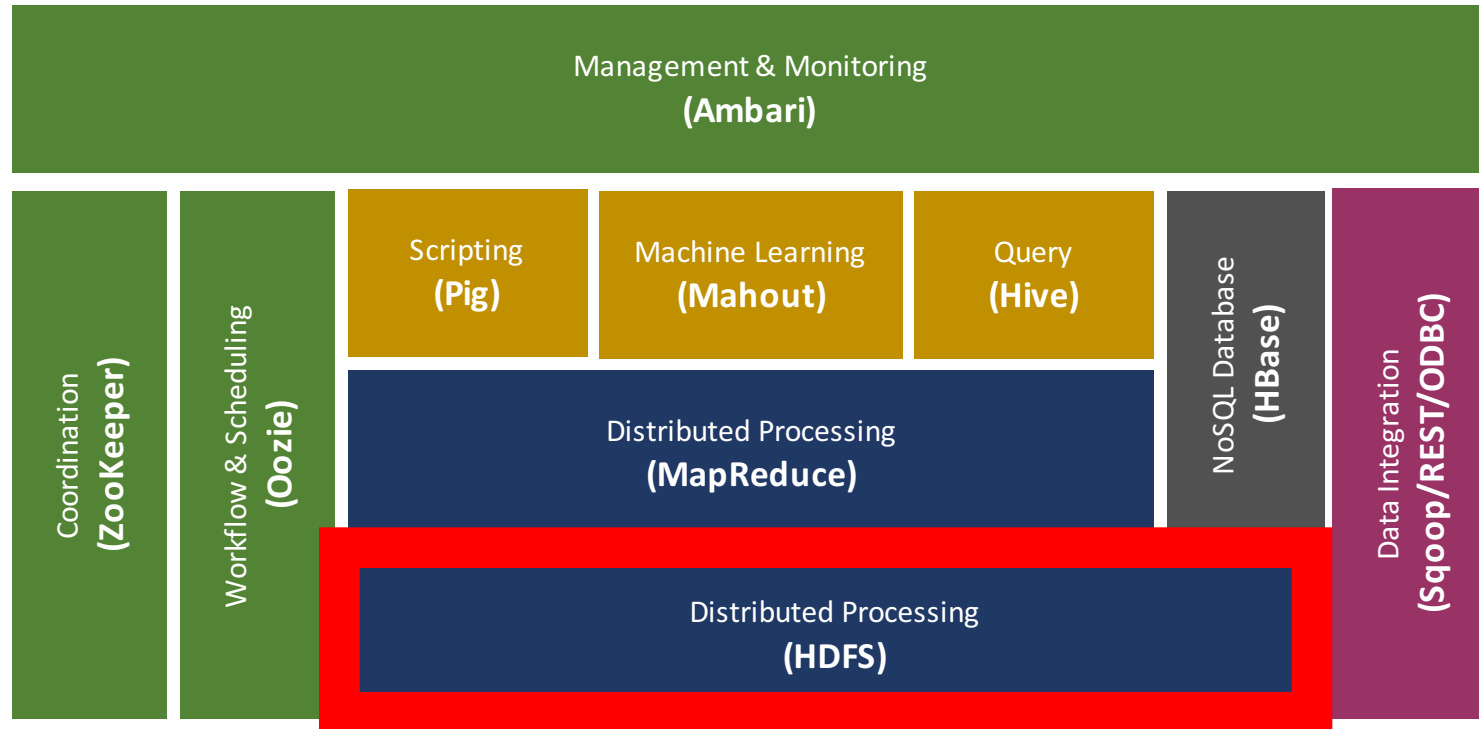 Management & Monitoring
(Ambari)
Coordination
(ZooKeeper)
Workflow & Scheduling
(Oozie)
Scripting
(Pig)
Machine Learning
(Mahout)
Query
(Hive)
NoSQL Database
(HBase)
Data Integration
(Sqoop/REST/ODBC)
Distributed Processing
(MapReduce)
Distributed Processing
(HDFS)